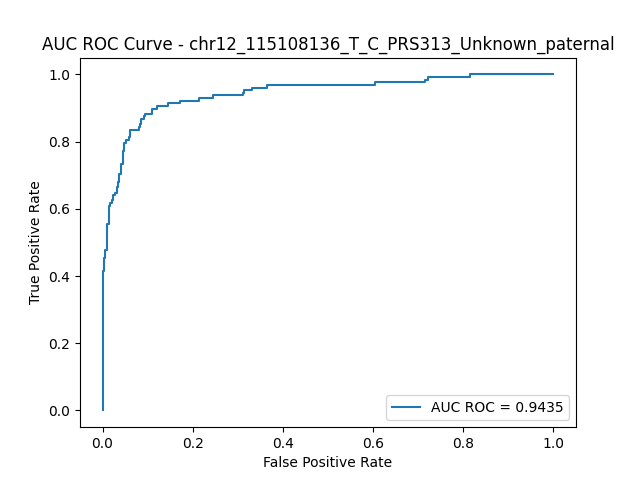 AUC ROC Curve - chr12_115108136_T_C_PRS313_Unknown_paternal
1.0
0.8
0.6
0.4
0.2
0.0
True Positive Rate
AUC ROC = 0.9435
0.0 0.2 0.4 0.6 0.8 1.0
False Positive Rate